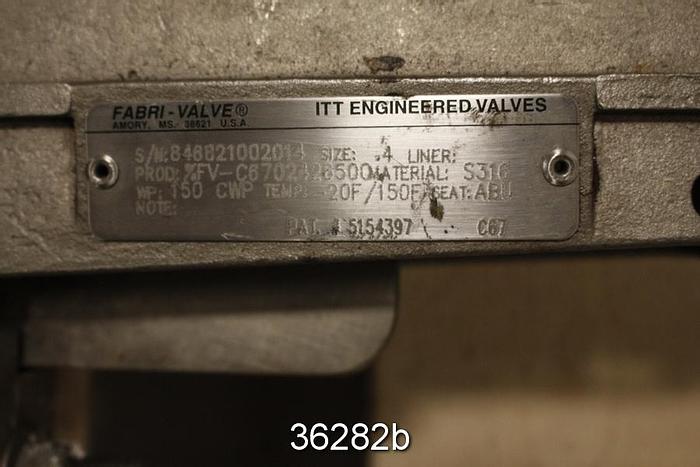 FABRI-VALVE® ITT ENGINEERED VALVES
AMORY, MS. 38821 U.S.A.
S/N: 846821002014 SIZE: .4 LINER:
PROD: MATERIAL: S316
WP: 150 CWP TEMP: -20F/150F SEAT: ABU
NOTE:
PAT. # 5154397 C67
36282b